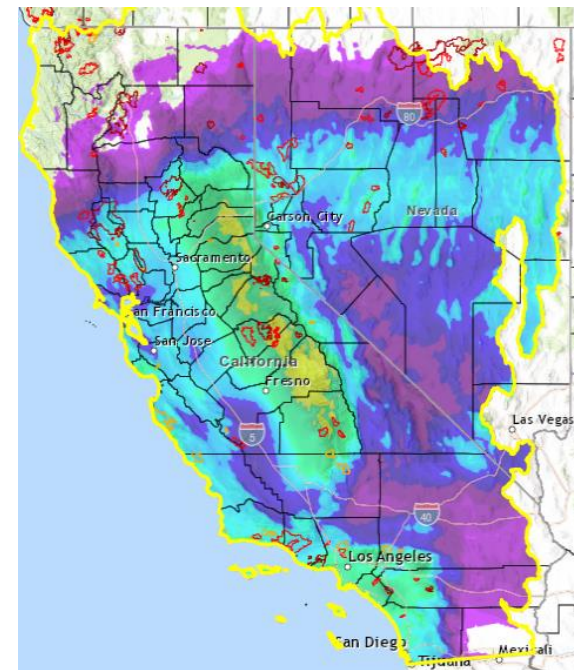 80
Carson City
Nevada
Sacramento
an Francisco
San Jose
California
Fresno
Las Vegas
5
40
Los Angeles
San Diego
Tijuana
Mexicali